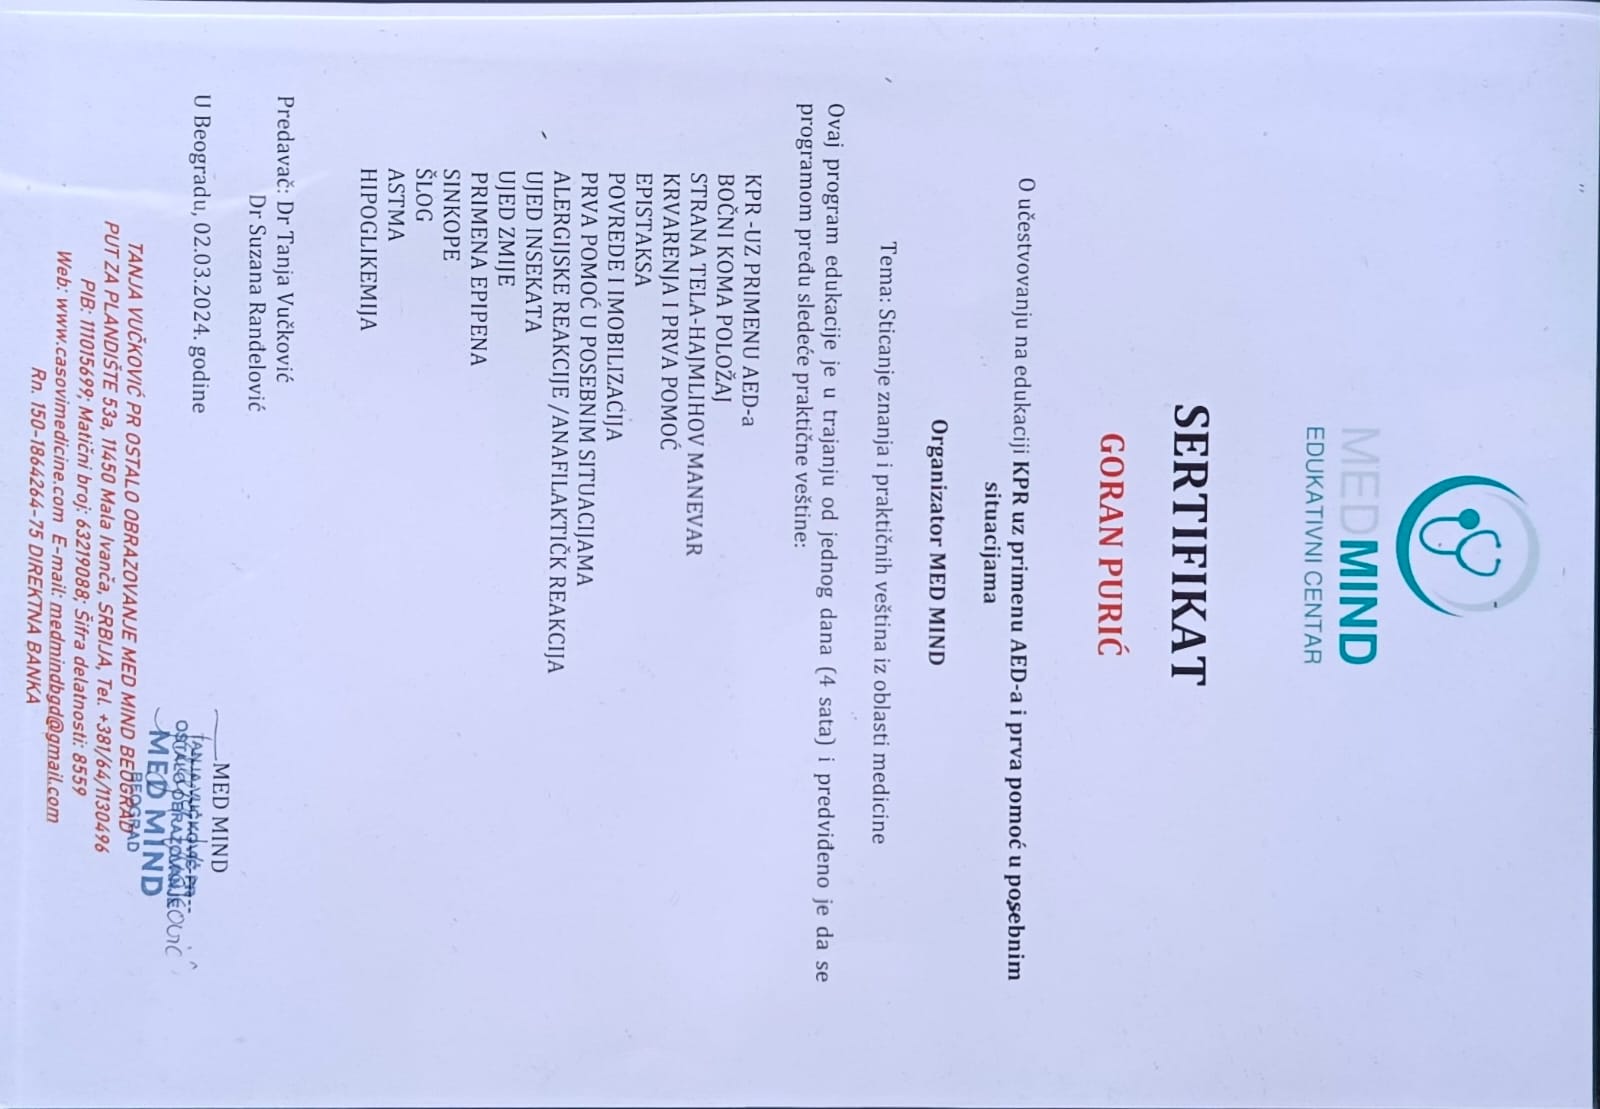 MEDMIND
EDUKATIVNI CENTAR
SERTIFIKAT
GORAN PURIĆ
O učestvovanju na edukaciji KPR uz primenu AED-a i prva pomoć u posebnim
situacijama
Organizator MED MIND
Tema: Sticanje znanja i praktičnih veština iz oblasti medicine
Ovaj program edukacije je u trajanju od jednog dana (4 sata) i predviđeno je da se
programom pređu sledeće praktične veštine:
KPR -UZ PRIMENU AED-a
BOČNI KOMA POLOŽAJ
STRANA TELA-HAJMLIHOV MANEVAR
KRVARENJA I PRVA POMOĆ
EPISTAKSA
POVREDE I IMOBILIZACIJA
PRVA POMOĆ U POSEBNIM SITUACIJAMA
ALERGIJSKE REAKCIJE /ANAFILAKTIČK REAKCIJA
UJED INSEKATA
UJED ZMIJE
PRIMENA EPIPENA
SINKOPE
ŠLOG
ASTMA
HIPOGLIKEMIJA
Predavač: Dr Tanja Vučković
Dr Suzana Ranđelović
U Beogradu, 02.03.2024. godine
MED MIND
TANJA VUČKOVIĆ PR
OSTALO OBRAZOVANJE
MED MIND
BEOGRAD
TANJA VUČKOVIĆ PR OSTALO OBRAZOVANJE MED MIND BEOGRAD
PUT ZA PLANDIŠTE 53a, 11450 Mala Ivanča, SRBIJA, Tel. +381/64/1130496
PIB: 111015699; Matični broj: 63219088; Šifra delatnosti: 8559
Web: www.casovimedicine.com E-mail: medmindbgd@gmail.com
Rn. 150-1864264-75 DIREKTNA BANKA